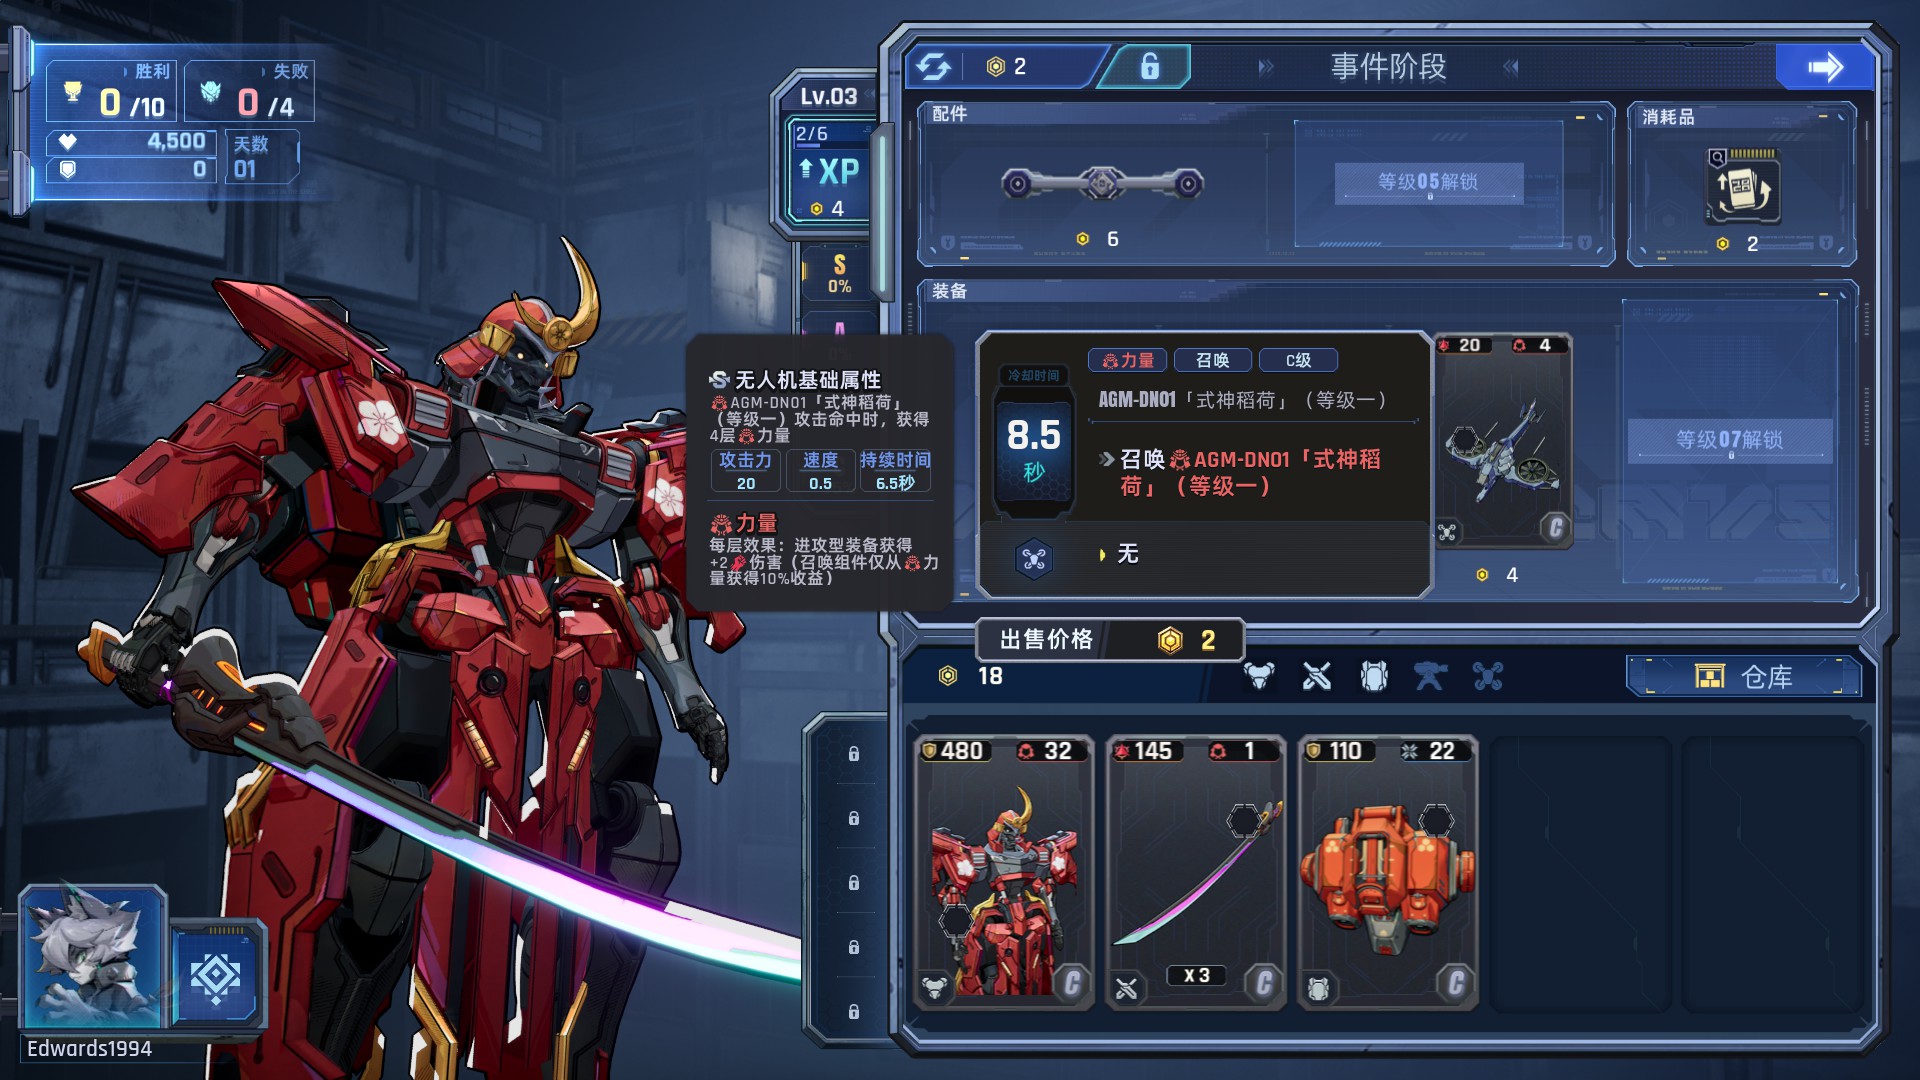 胜利
0 /10
失败
0 /4
4,500
0
天数
01
Lv.03
2/6
XP
4
S
0%
A
2
事件阶段
配件
6
等级05解锁
消耗品
2
装备
等级07解锁
20
4
C
4
无人机基础属性
AGM-DN01「式神稻荷」
（等级一）攻击命中时，获得
4层力量
攻击力
20
速度
0.5
持续时间
6.5秒
力量
每层效果：进攻型装备获得
+2伤害（召唤组件仅从力
量获得10%收益）
冷却时间
8.5
秒
力量
召唤
C级
AGM-DN01「式神稻荷」（等级一）
召唤AGM-DN01「式神稻
荷」（等级一）
无
出售价格
2
18
仓库
480
32
C
145
1
X 3
C
110
22
C
Edwards1994